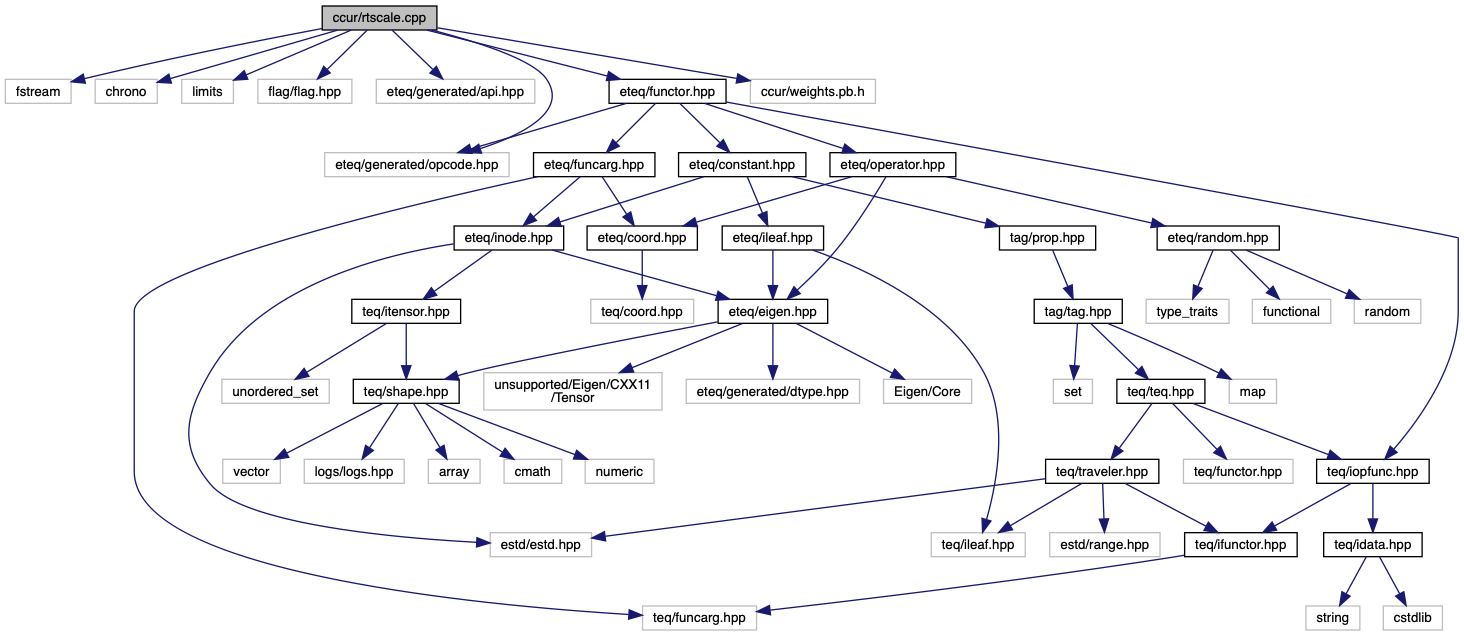 ccur/rtscale.cpp
fstream
chrono
limits
flag/flag.hpp
eteq/generated/api.hpp
eteq/functor.hpp
ccur/weights.pb.h
eteq/generated/opcode.hpp
eteq/funcarg.hpp
eteq/constant.hpp
eteq/operator.hpp
eteq/inode.hpp
eteq/coord.hpp
eteq/ileaf.hpp
tag/prop.hpp
eteq/random.hpp
teq/itensor.hpp
teq/coord.hpp
eteq/eigen.hpp
tag/tag.hpp
type_traits
functional
random
unordered_set
teq/shape.hpp
unsupported/Eigen/CXX11
/Tensor
eteq/generated/dtype.hpp
Eigen/Core
set
teq/teq.hpp
map
vector
logs/logs.hpp
array
cmath
numeric
teq/traveler.hpp
teq/functor.hpp
teq/iopfunc.hpp
estd/estd.hpp
teq/ileaf.hpp
estd/range.hpp
teq/ifunctor.hpp
teq/idata.hpp
teq/funcarg.hpp
string
cstdlib